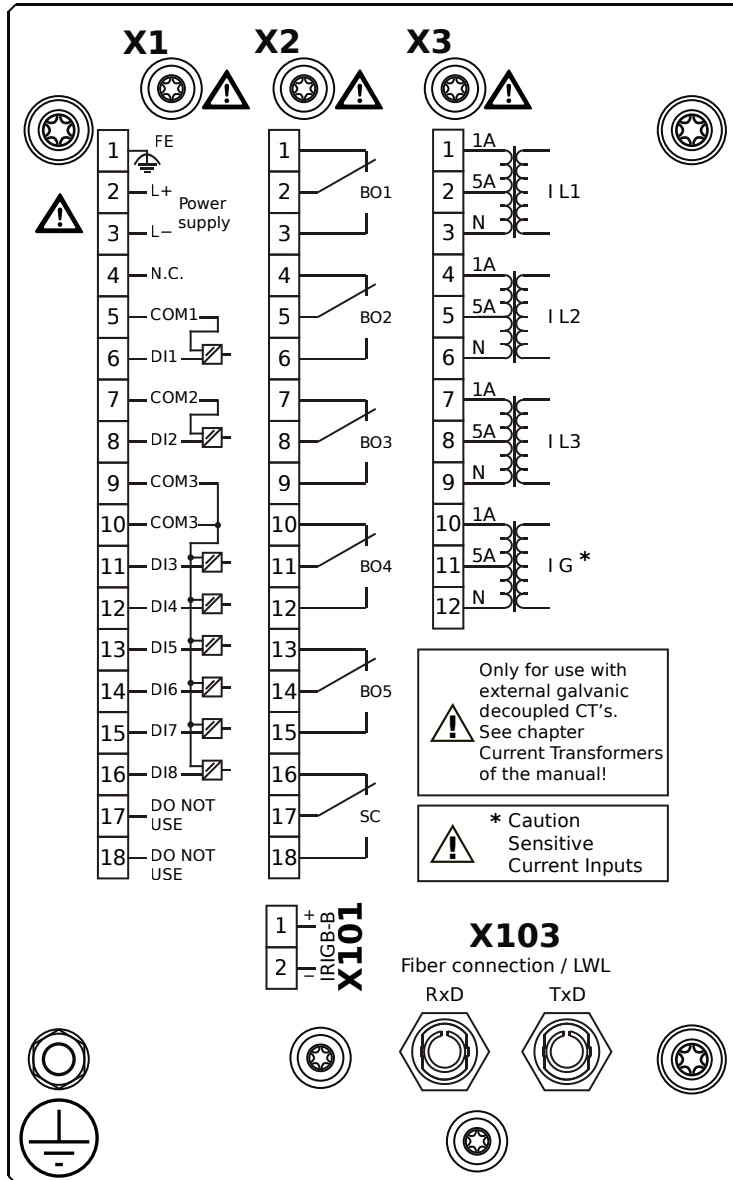 X1 X2 X3
1 FE
2 L+
Power
supply
3 L−
4 N.C.
5 COM1
6 DI1
7 COM2
8 DI2
9 COM3
10 COM3
11 DI3
12 DI4
13 DI5
14 DI6
15 DI7
16 DI8
17 DO NOT
USE
18 DO NOT
USE
1
2 BO1
3
4
5 BO2
6
7
8 BO3
9
10
11 BO4
12
13
14 BO5
15
16
17 SC
18
1 1A
2 5A I L1
3 N
4 1A
5 5A I L2
6 N
7 1A
8 5A I L3
9 N
10 1A
11 5A I G *
12 N
Only for use with
external galvanic
decoupled CT's.
See chapter
Current Transformers
of the manual!
* Caution
Sensitive
Current Inputs
1 +
2 −
IRIGB-B
X101
X103
Fiber connection / LWL
RxD TxD